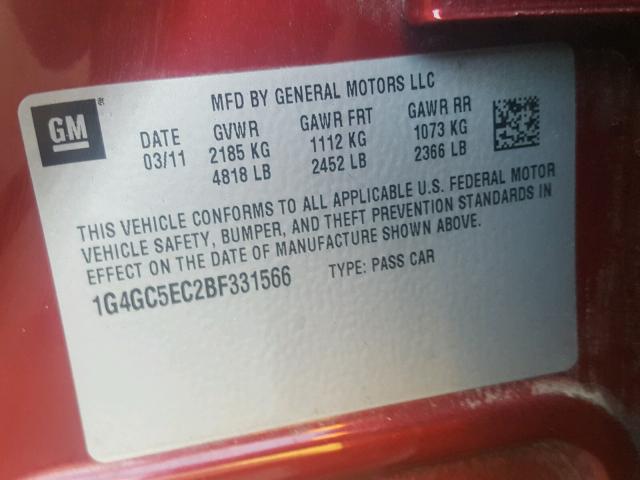 GM
MFD BY GENERAL MOTORS LLC
DATE GVWR GAWR FRT GAWR RR
03/11 2185 KG 1112 KG 1073 KG
4818 LB 2452 LB 2366 LB
THIS VEHICLE CONFORMS TO ALL APPLICABLE U.S. FEDERAL MOTOR
VEHICLE SAFETY, BUMPER, AND THEFT PREVENTION STANDARDS IN
EFFECT ON THE DATE OF MANUFACTURE SHOWN ABOVE.
1G4GC5EC2BF331566 TYPE: PASS CAR